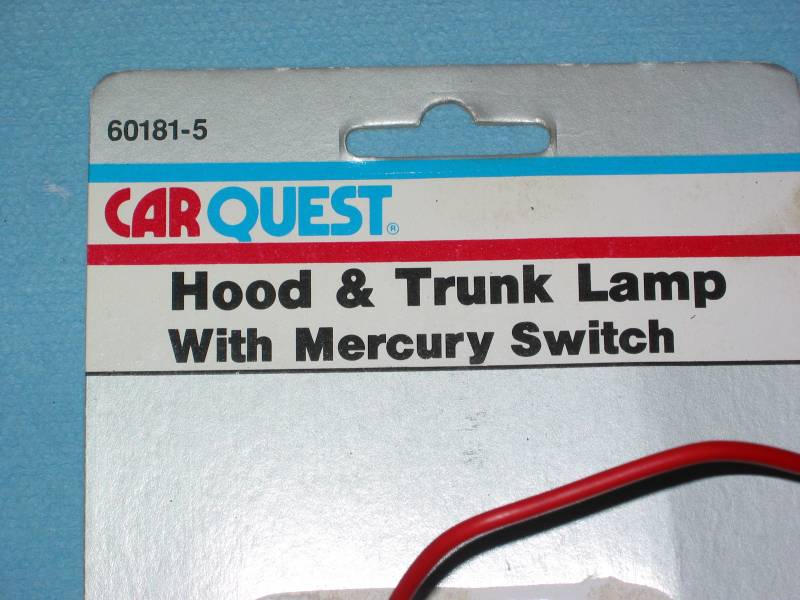 60181-5
CARQUEST®
Hood & Trunk Lamp
With Mercury Switch